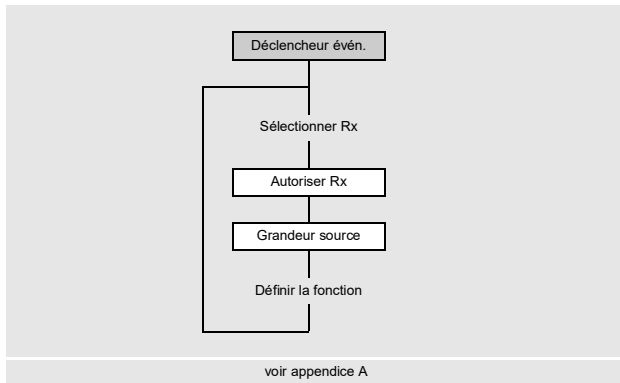 Déclencheur évén.
Sélectionner Rx
Autoriser Rx
Grandeur source
Définir la fonction
voir appendice A